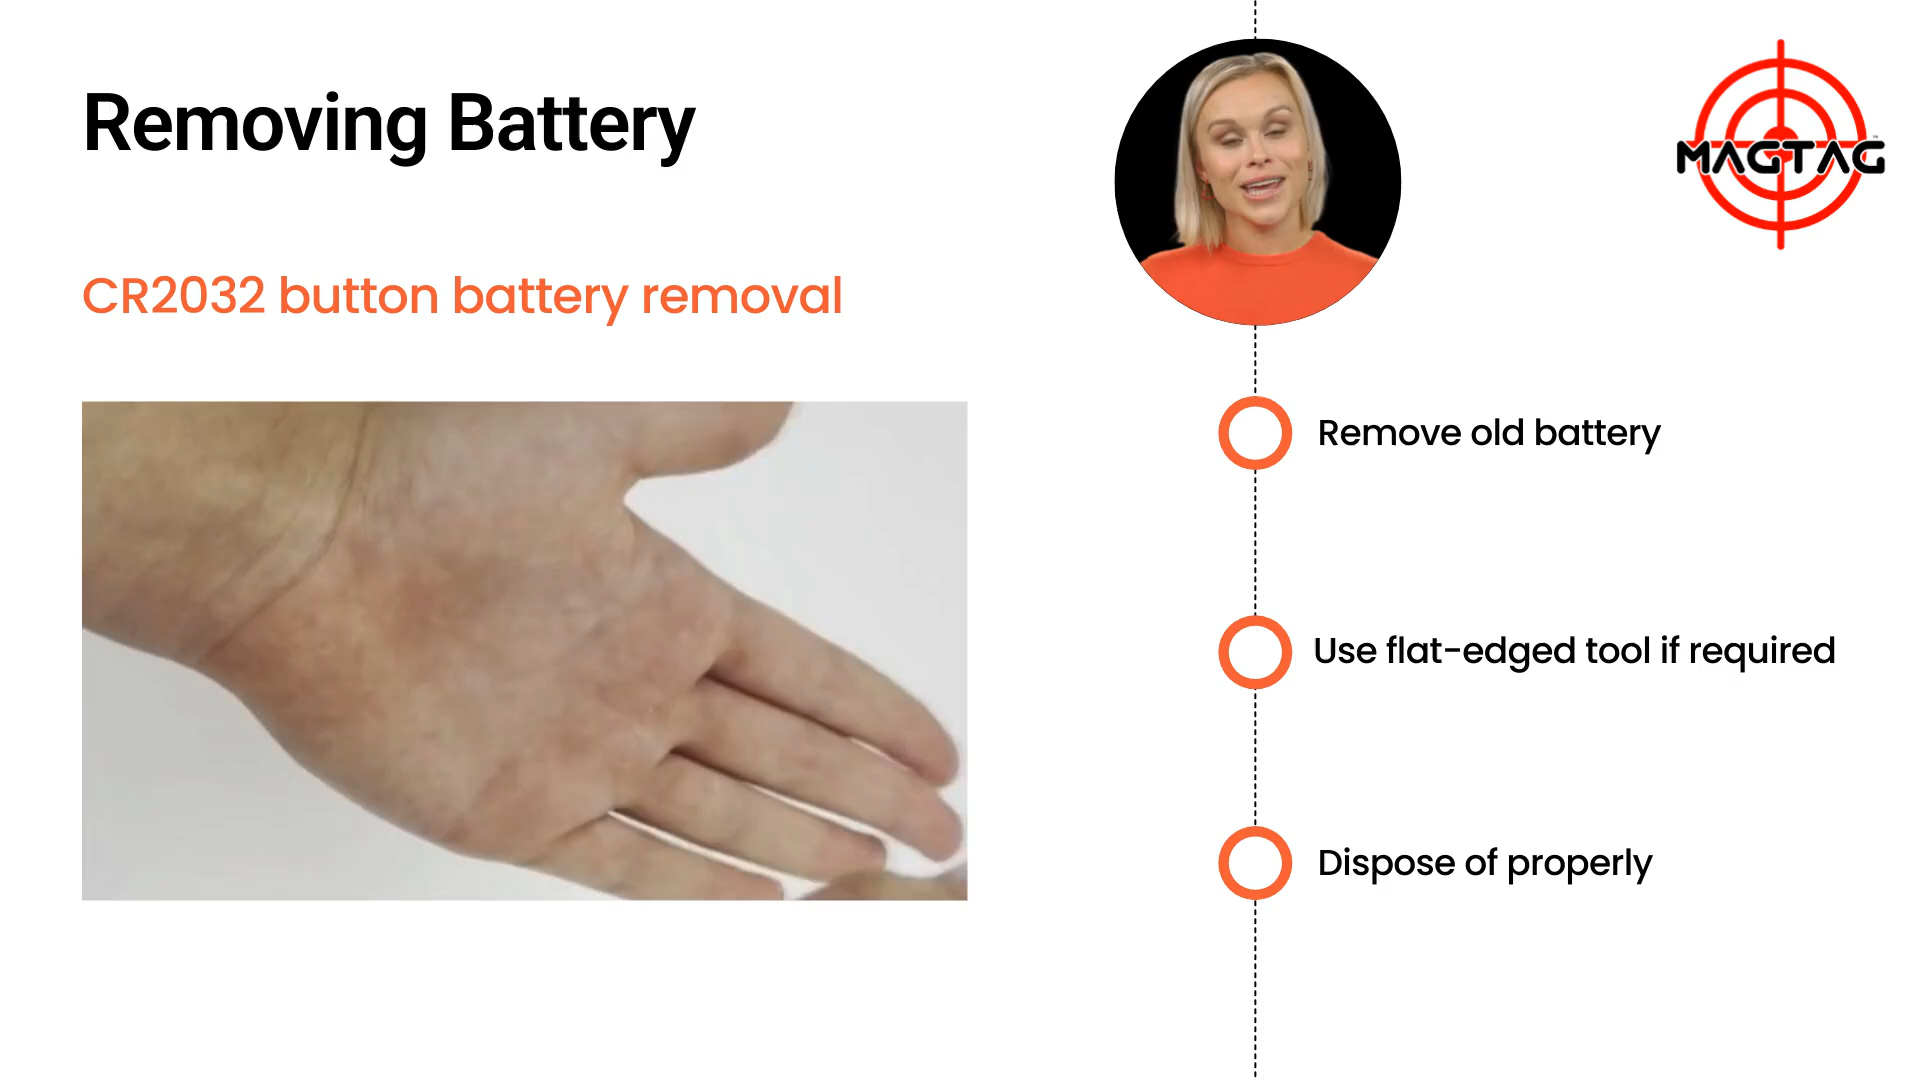 Removing Battery
MAGTAG
CR2032 button battery removal
Remove old battery
Use flat-edged tool if required
Dispose of properly